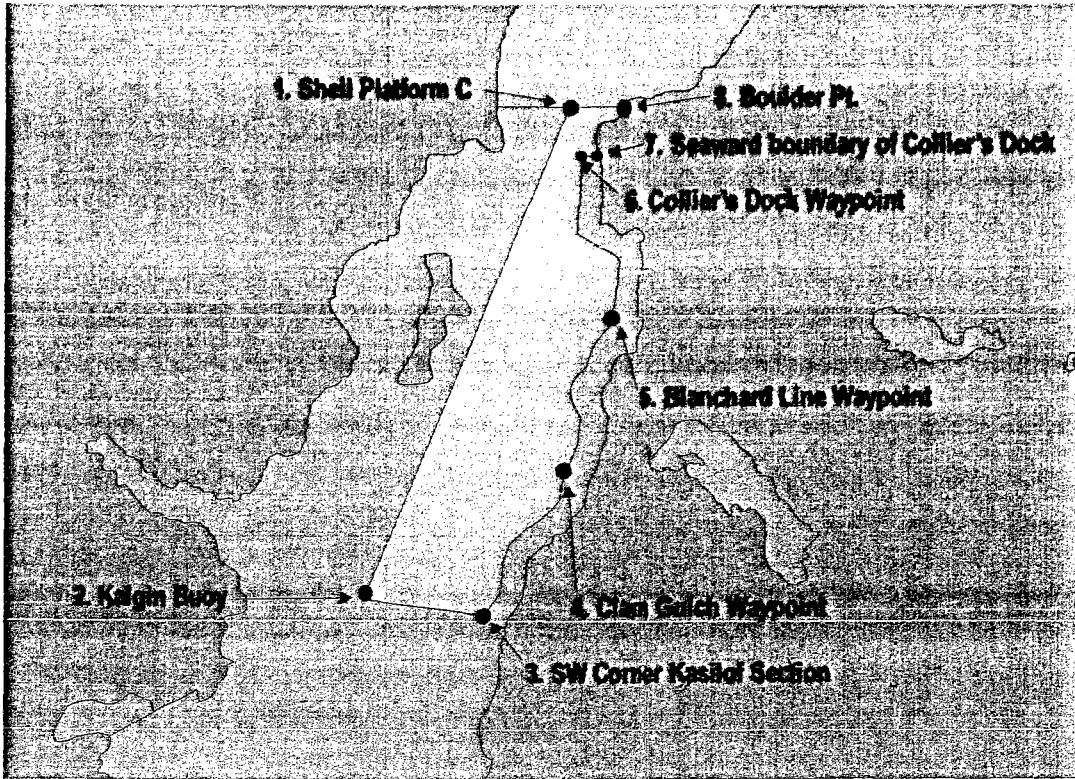 1. Shell Platform C
8. Boulder Pt.
7. Seaward boundary of Collier's Dock
6. Collier's Dock Waypoint
5. Blanchard Line Waypoint
2. Kalgin Buoy
4. Clam Gulch Waypoint
3. SW Corner Kasilof Section